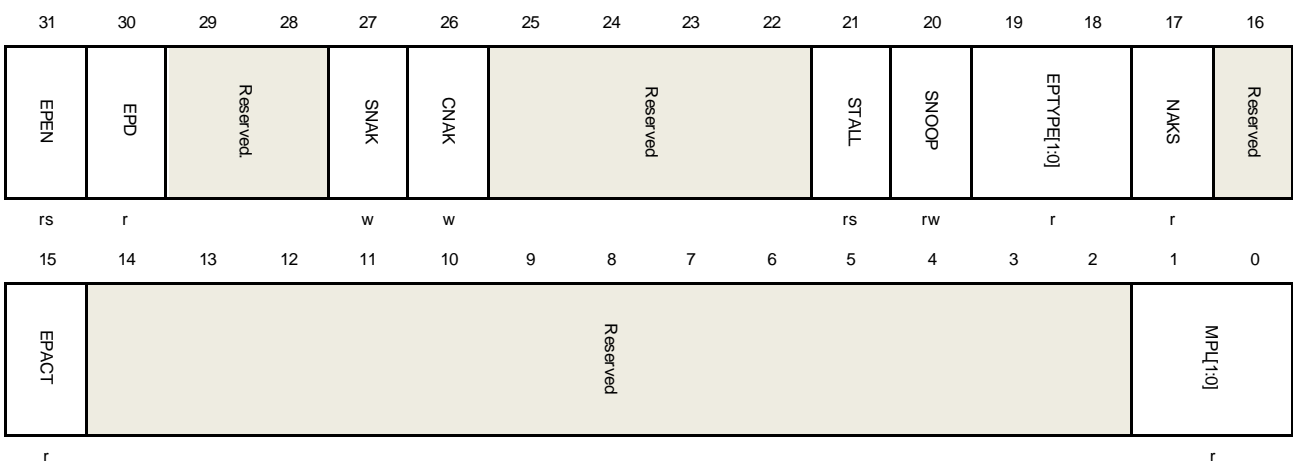 31 30 29 28 27 26 25 24 23 22 21 20 19 18 17 16
EPEN EPD Reserved. SNAK CNAK Reserved STALL SNOOP EPTYPE[1:0] NAKS Reserved
rs r w w rs rw r r
15 14 13 12 11 10 9 8 7 6 5 4 3 2 1 0
EPACT Reserved MPL[1:0]
r r